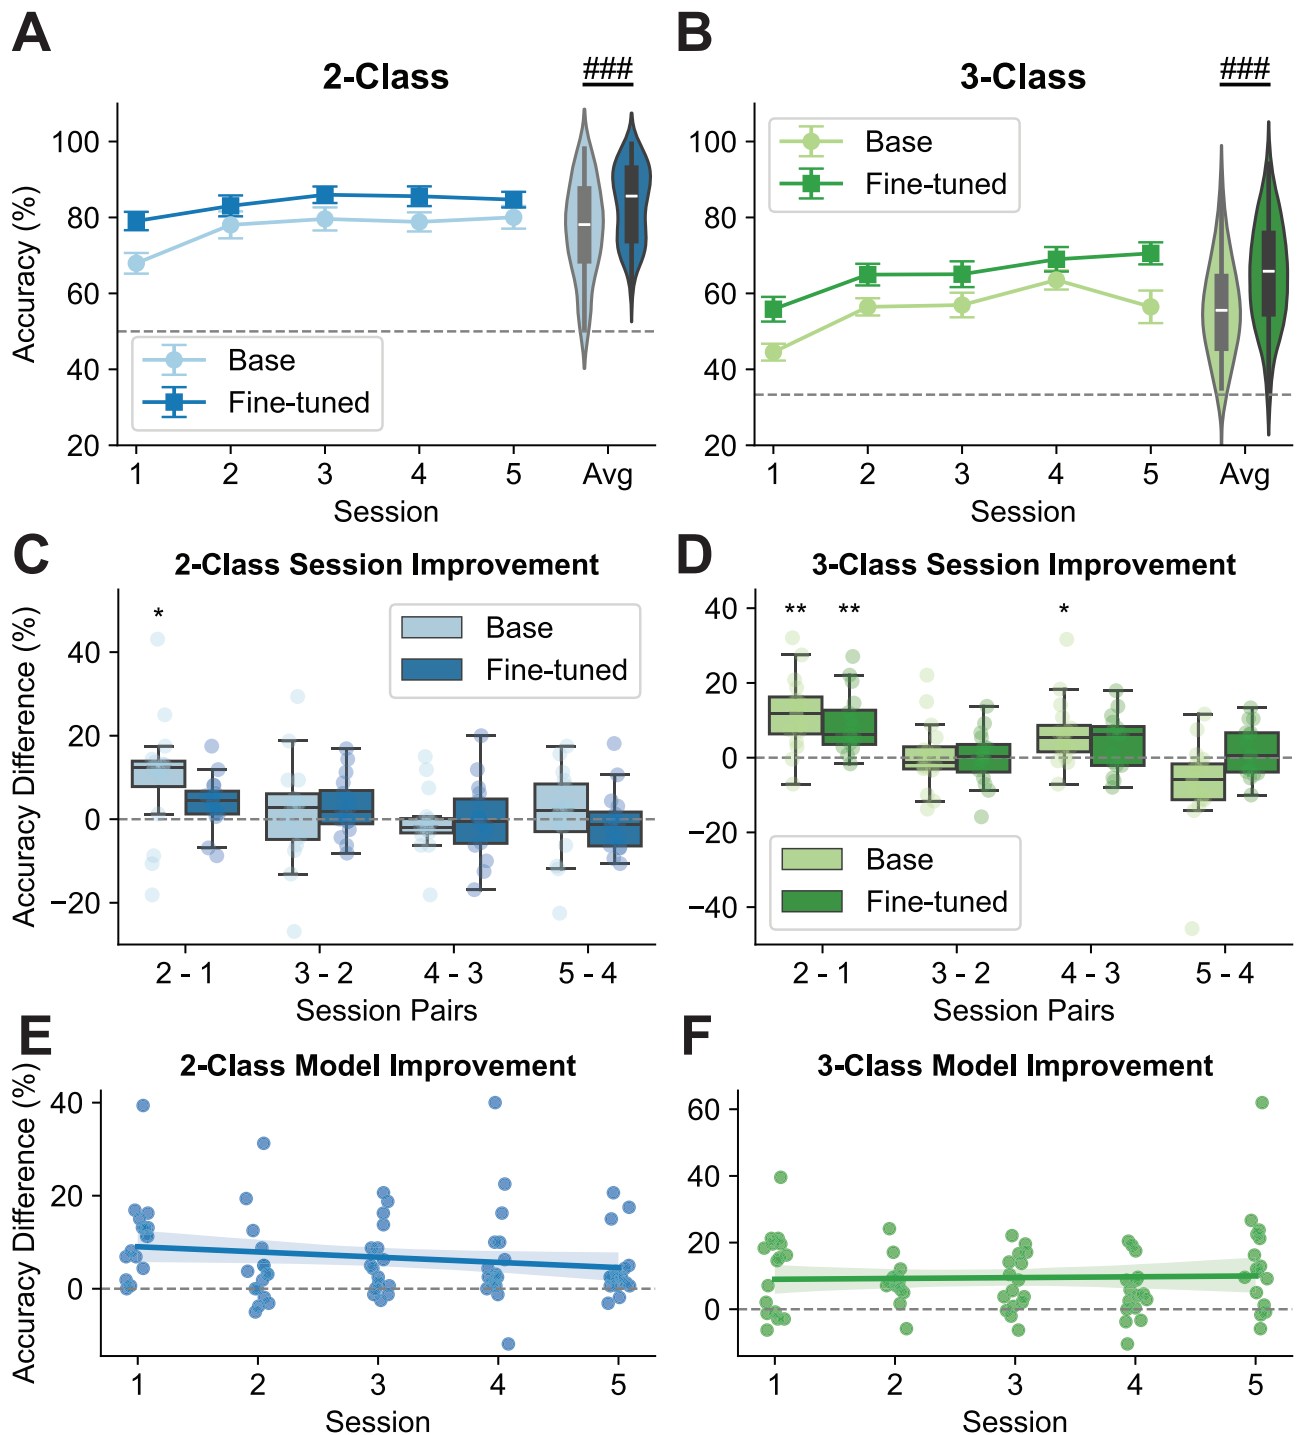 A
2-Class
###
Accuracy (%)
100
80
60
40
20
Base
Fine-tuned
1 2 3 4 5 Avg
Session
B
3-Class
###
100
80
60
40
20
Base
Fine-tuned
1 2 3 4 5 Avg
Session
C
2-Class Session Improvement
Accuracy Difference (%)
*
40
20
0
−20
Base
Fine-tuned
2 - 1 3 - 2 4 - 3 5 - 4
Session Pairs
D
3-Class Session Improvement
** ** *
40
20
0
−20
−40
Base
Fine-tuned
2 - 1 3 - 2 4 - 3 5 - 4
Session Pairs
E
2-Class Model Improvement
Accuracy Difference (%)
40
20
0
1 2 3 4 5
Session
F
3-Class Model Improvement
60
40
20
0
1 2 3 4 5
Session